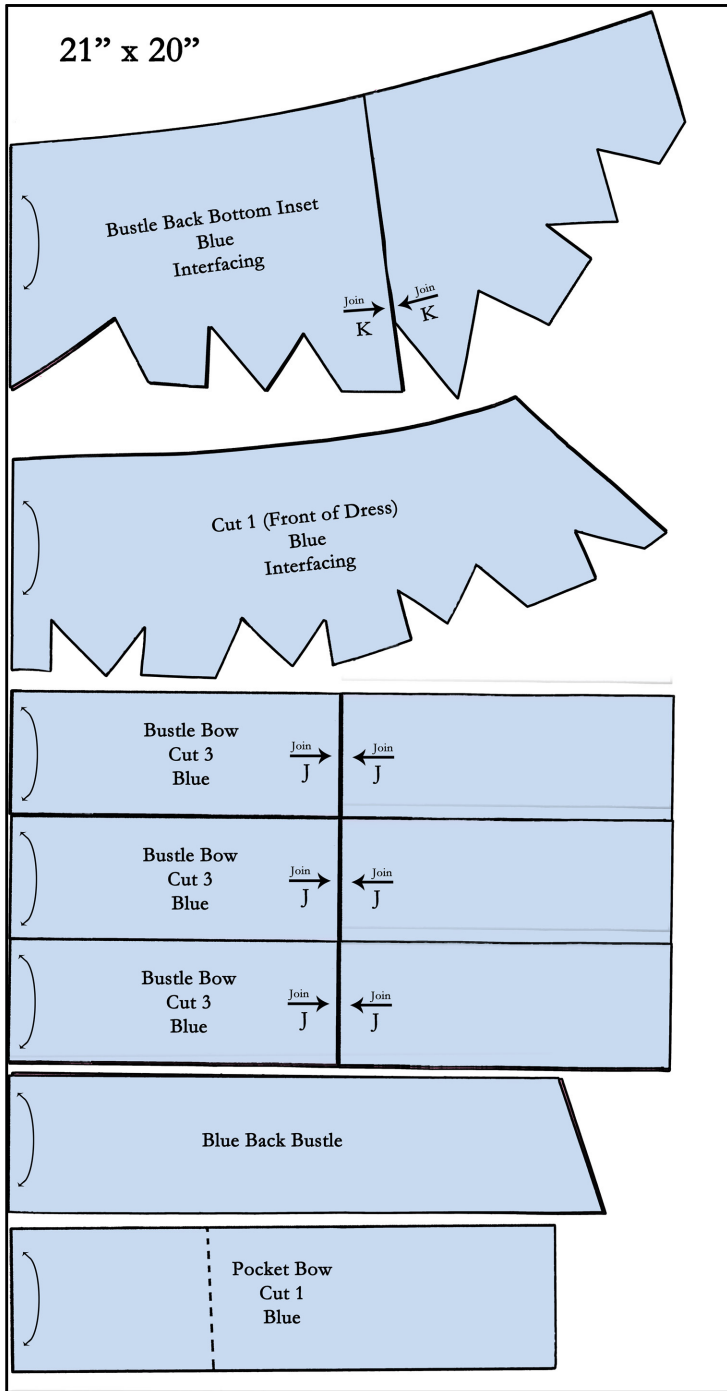 21” x 20”
Bustle Back Bottom Inset
Blue
Interfacing
Join
K
Join
K
Cut 1 (Front of Dress)
Blue
Interfacing
Bustle Bow
Cut 3
Blue
Join
J
Join
J
Bustle Bow
Cut 3
Blue
Join
J
Join
J
Bustle Bow
Cut 3
Blue
Join
J
Join
J
Blue Back Bustle
Pocket Bow
Cut 1
Blue